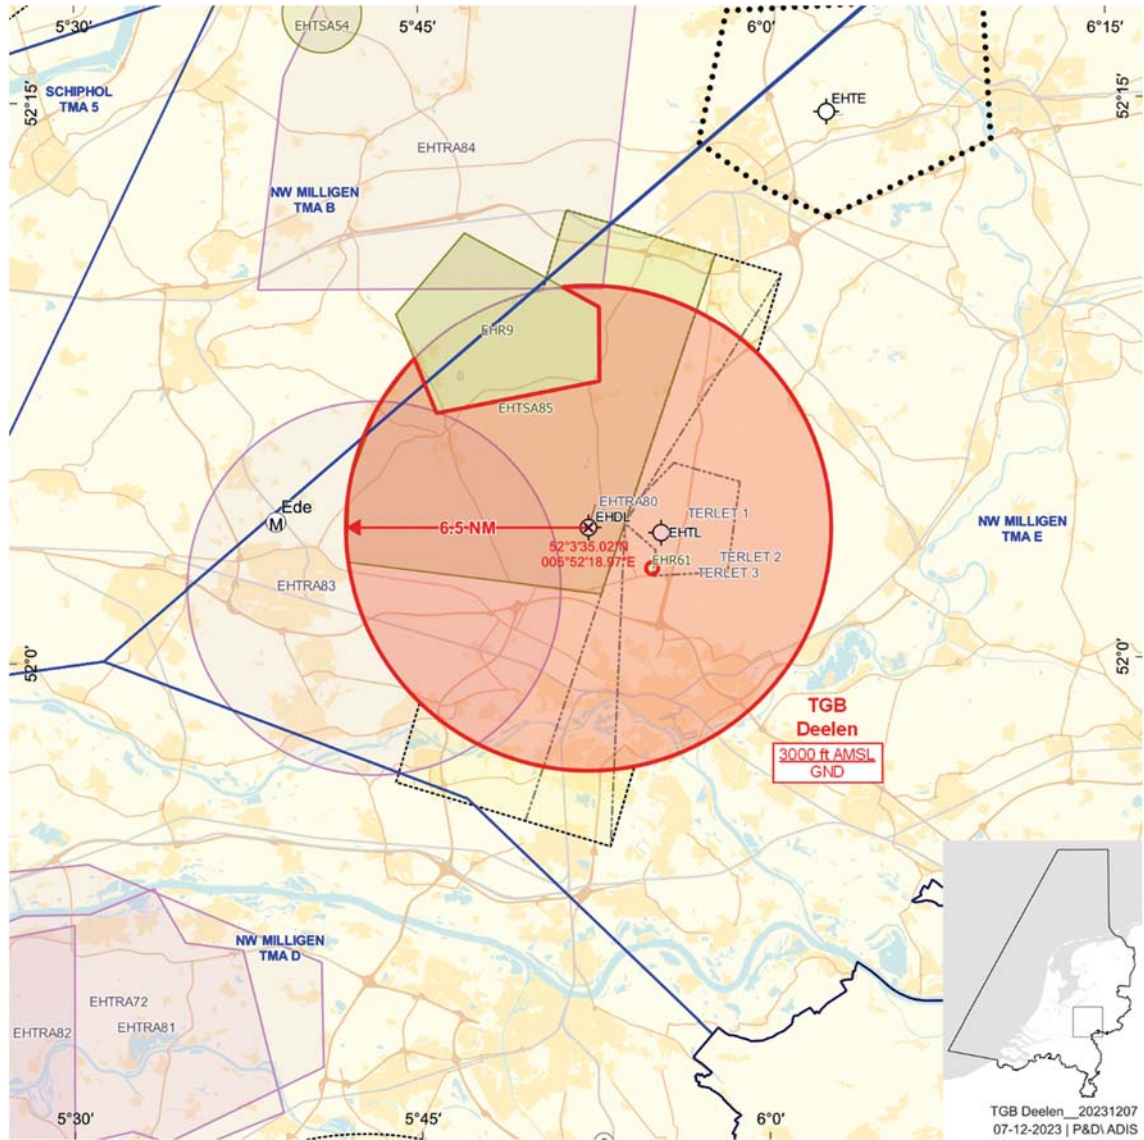 5°30'
5°45'
6°0'
6°15'
EHTSA54
52°15'
SCHIPHOL
TMA 5
EHTE
52°15'
EHTRA84
NW MILLIGEN
TMA B
EHR9
EHTSA85
Ede
M
EHTRA80
EHDL
TERLET 1
6.5 NM
EHTL
NW MILLIGEN
TMA E
52°3'35.02"N
005°52'18.97"E
EHR61
TERLET 2
TERLET 3
EHTRA83
52°0'
52°0'
TGB
Deelen
3000 ft AMSL
GND
NW MILLIGEN
TMA D
EHTRA72
EHTRA81
EHTRA82
5°30'
5°45'
6°0'
TGB Deelen__20231207
07-12-2023 | P&D\ ADIS